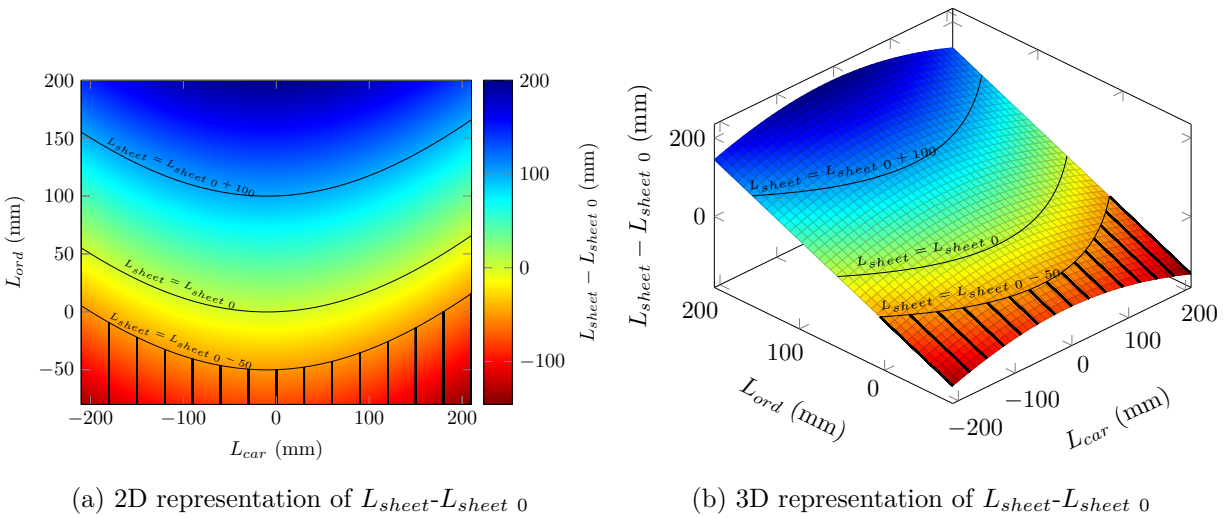 200
150
100
50
0
−50
−200
−100
0
100
200
L_ord (mm)
L_car (mm)
L_sheet = L_sheet 0 + 100
L_sheet = L_sheet 0
L_sheet = L_sheet 0 − 50
200
100
0
−100
L_sheet − L_sheet 0 (mm)
(a) 2D representation of L_sheet-L_sheet 0
200
0
L_sheet − L_sheet 0 (mm)
L_sheet = L_sheet 0 + 100
L_sheet = L_sheet 0
L_sheet = L_sheet 0 − 50
200
100
0
L_ord (mm)
−200
−100
0
100
200
L_car (mm)
(b) 3D representation of L_sheet-L_sheet 0